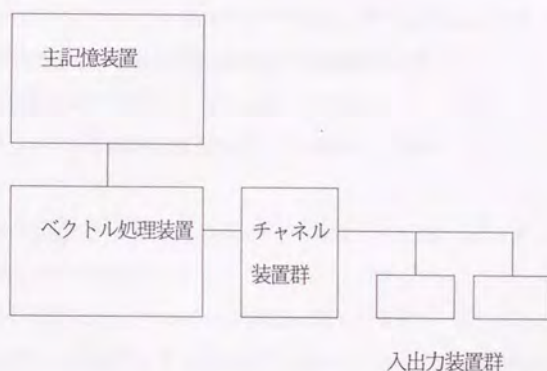 主記憶装置
ベクトル処理装置
チャネル
装置群
入出力装置群